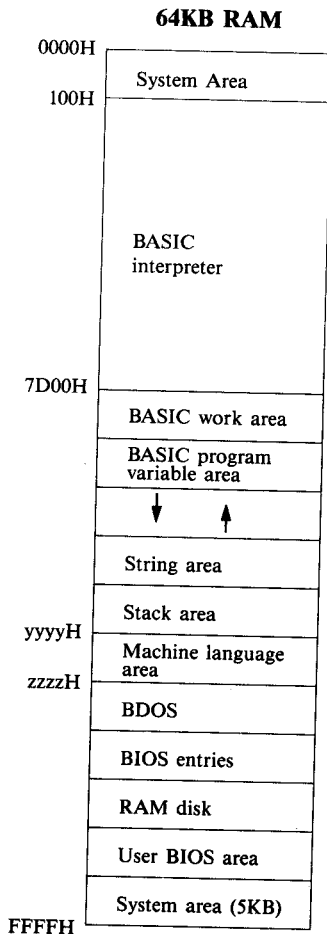 64KB RAM
0000H
System Area
100H
BASIC
interpreter
7D00H
BASIC work area
BASIC program
variable area
String area
Stack area
yyyyH
Machine language
area
zzzzH
BDOS
BIOS entries
RAM disk
User BIOS area
System area (5KB)
FFFFH